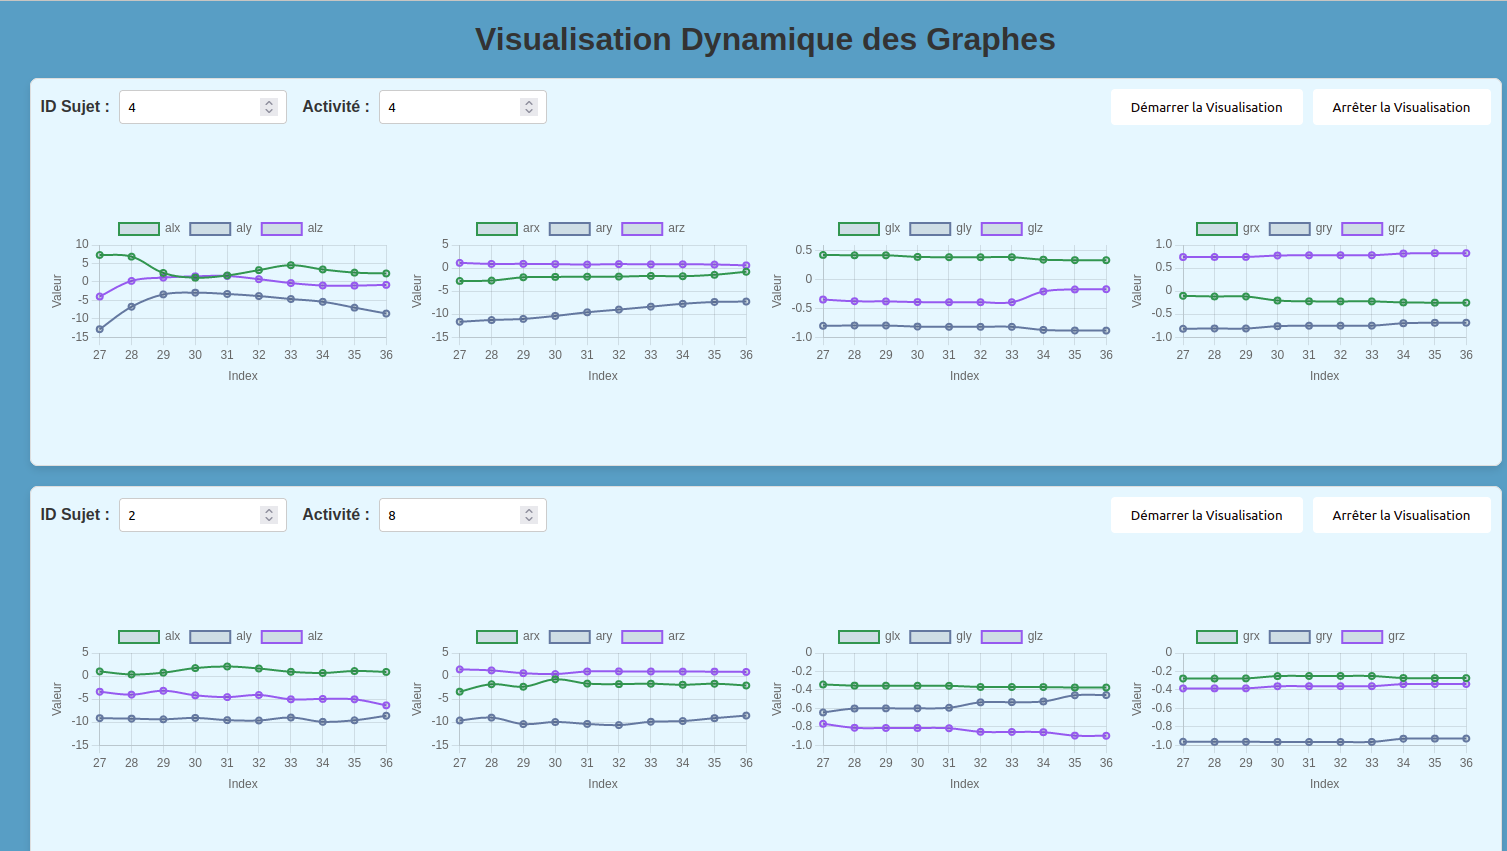 Visualisation Dynamique des Graphes
ID Sujet : 4 Activité : 4 Démarrer la Visualisation Arrêter la Visualisation
alx aly alz
10
5
0
-5
-10
-15
Valeur
27 28 29 30 31 32 33 34 35 36
Index
arx ary arz
5
0
-5
-10
-15
Valeur
27 28 29 30 31 32 33 34 35 36
Index
glx gly glz
0.5
0
-0.5
-1.0
Valeur
27 28 29 30 31 32 33 34 35 36
Index
grx gry grz
1.0
0.5
0
-0.5
-1.0
Valeur
27 28 29 30 31 32 33 34 35 36
Index
ID Sujet : 2 Activité : 8 Démarrer la Visualisation Arrêter la Visualisation
alx aly alz
5
0
-5
-10
-15
Valeur
27 28 29 30 31 32 33 34 35 36
Index
arx ary arz
5
0
-5
-10
-15
Valeur
27 28 29 30 31 32 33 34 35 36
Index
glx gly glz
0
-0.2
-0.4
-0.6
-0.8
-1.0
Valeur
27 28 29 30 31 32 33 34 35 36
Index
grx gry grz
0
-0.2
-0.4
-0.6
-0.8
-1.0
Valeur
27 28 29 30 31 32 33 34 35 36
Index